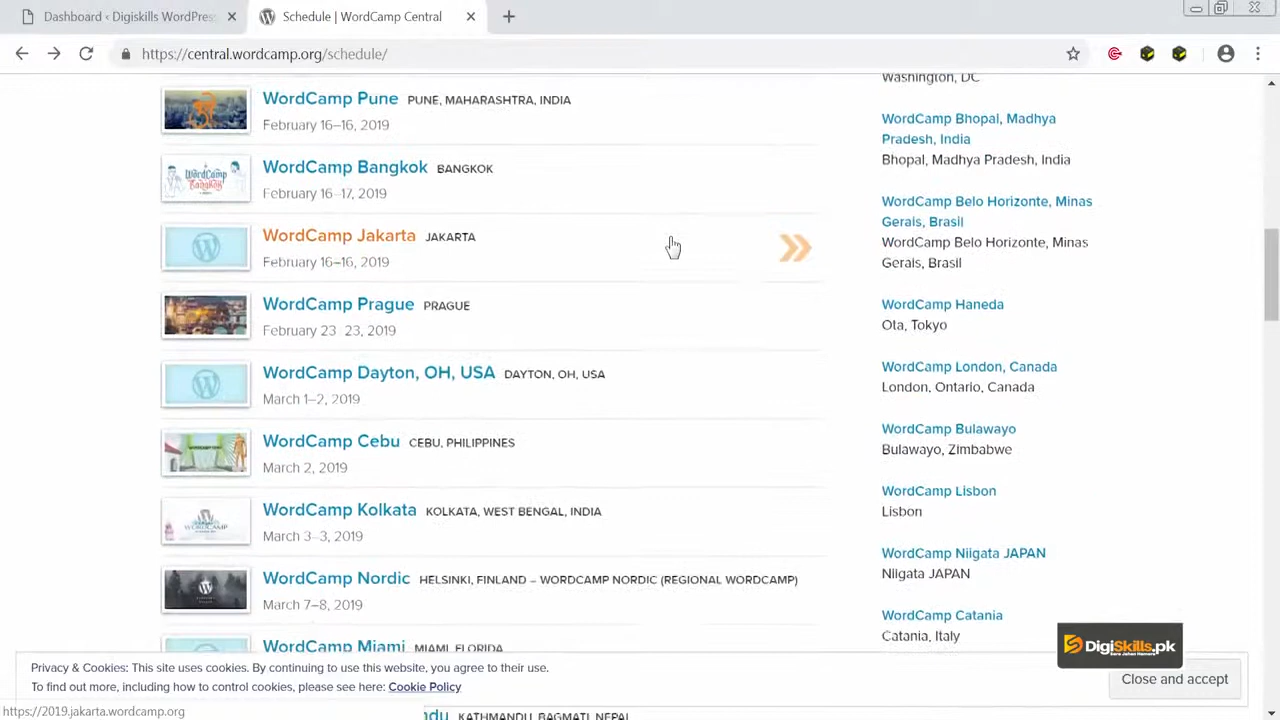 Dashboard ‹ Digiskills WordPres
Schedule | WordCamp Central
https://central.wordcamp.org/schedule/
WordCamp Pune PUNE, MAHARASHTRA, INDIA
February 16–16, 2019
WordCamp Bangkok BANGKOK
February 16–17, 2019
WordCamp Jakarta JAKARTA
February 16–16, 2019
WordCamp Prague PRAGUE
February 23–23, 2019
WordCamp Dayton, OH, USA DAYTON, OH, USA
March 1–2, 2019
WordCamp Cebu CEBU, PHILIPPINES
March 2, 2019
WordCamp Kolkata KOLKATA, WEST BENGAL, INDIA
March 3–3, 2019
WordCamp Nordic HELSINKI, FINLAND – WORDCAMP NORDIC (REGIONAL WORDCAMP)
March 7–8, 2019
WordCamp Miami MIAMI, FLORIDA
Washington, DC
WordCamp Bhopal, Madhya
Pradesh, India
Bhopal, Madhya Pradesh, India
WordCamp Belo Horizonte, Minas
Gerais, Brasil
WordCamp Belo Horizonte, Minas
Gerais, Brasil
WordCamp Haneda
Ota, Tokyo
WordCamp London, Canada
London, Ontario, Canada
WordCamp Bulawayo
Bulawayo, Zimbabwe
WordCamp Lisbon
Lisbon
WordCamp Niigata JAPAN
NIigata JAPAN
WordCamp Catania
Catania, Italy
DigiSkills.pk
Privacy & Cookies: This site uses cookies. By continuing to use this website, you agree to their use.
To find out more, including how to control cookies, please see here: Cookie Policy
Close and accept
https://2019.jakarta.wordcamp.org
ndu KATHMANDU, BAGMATI, NEPAL